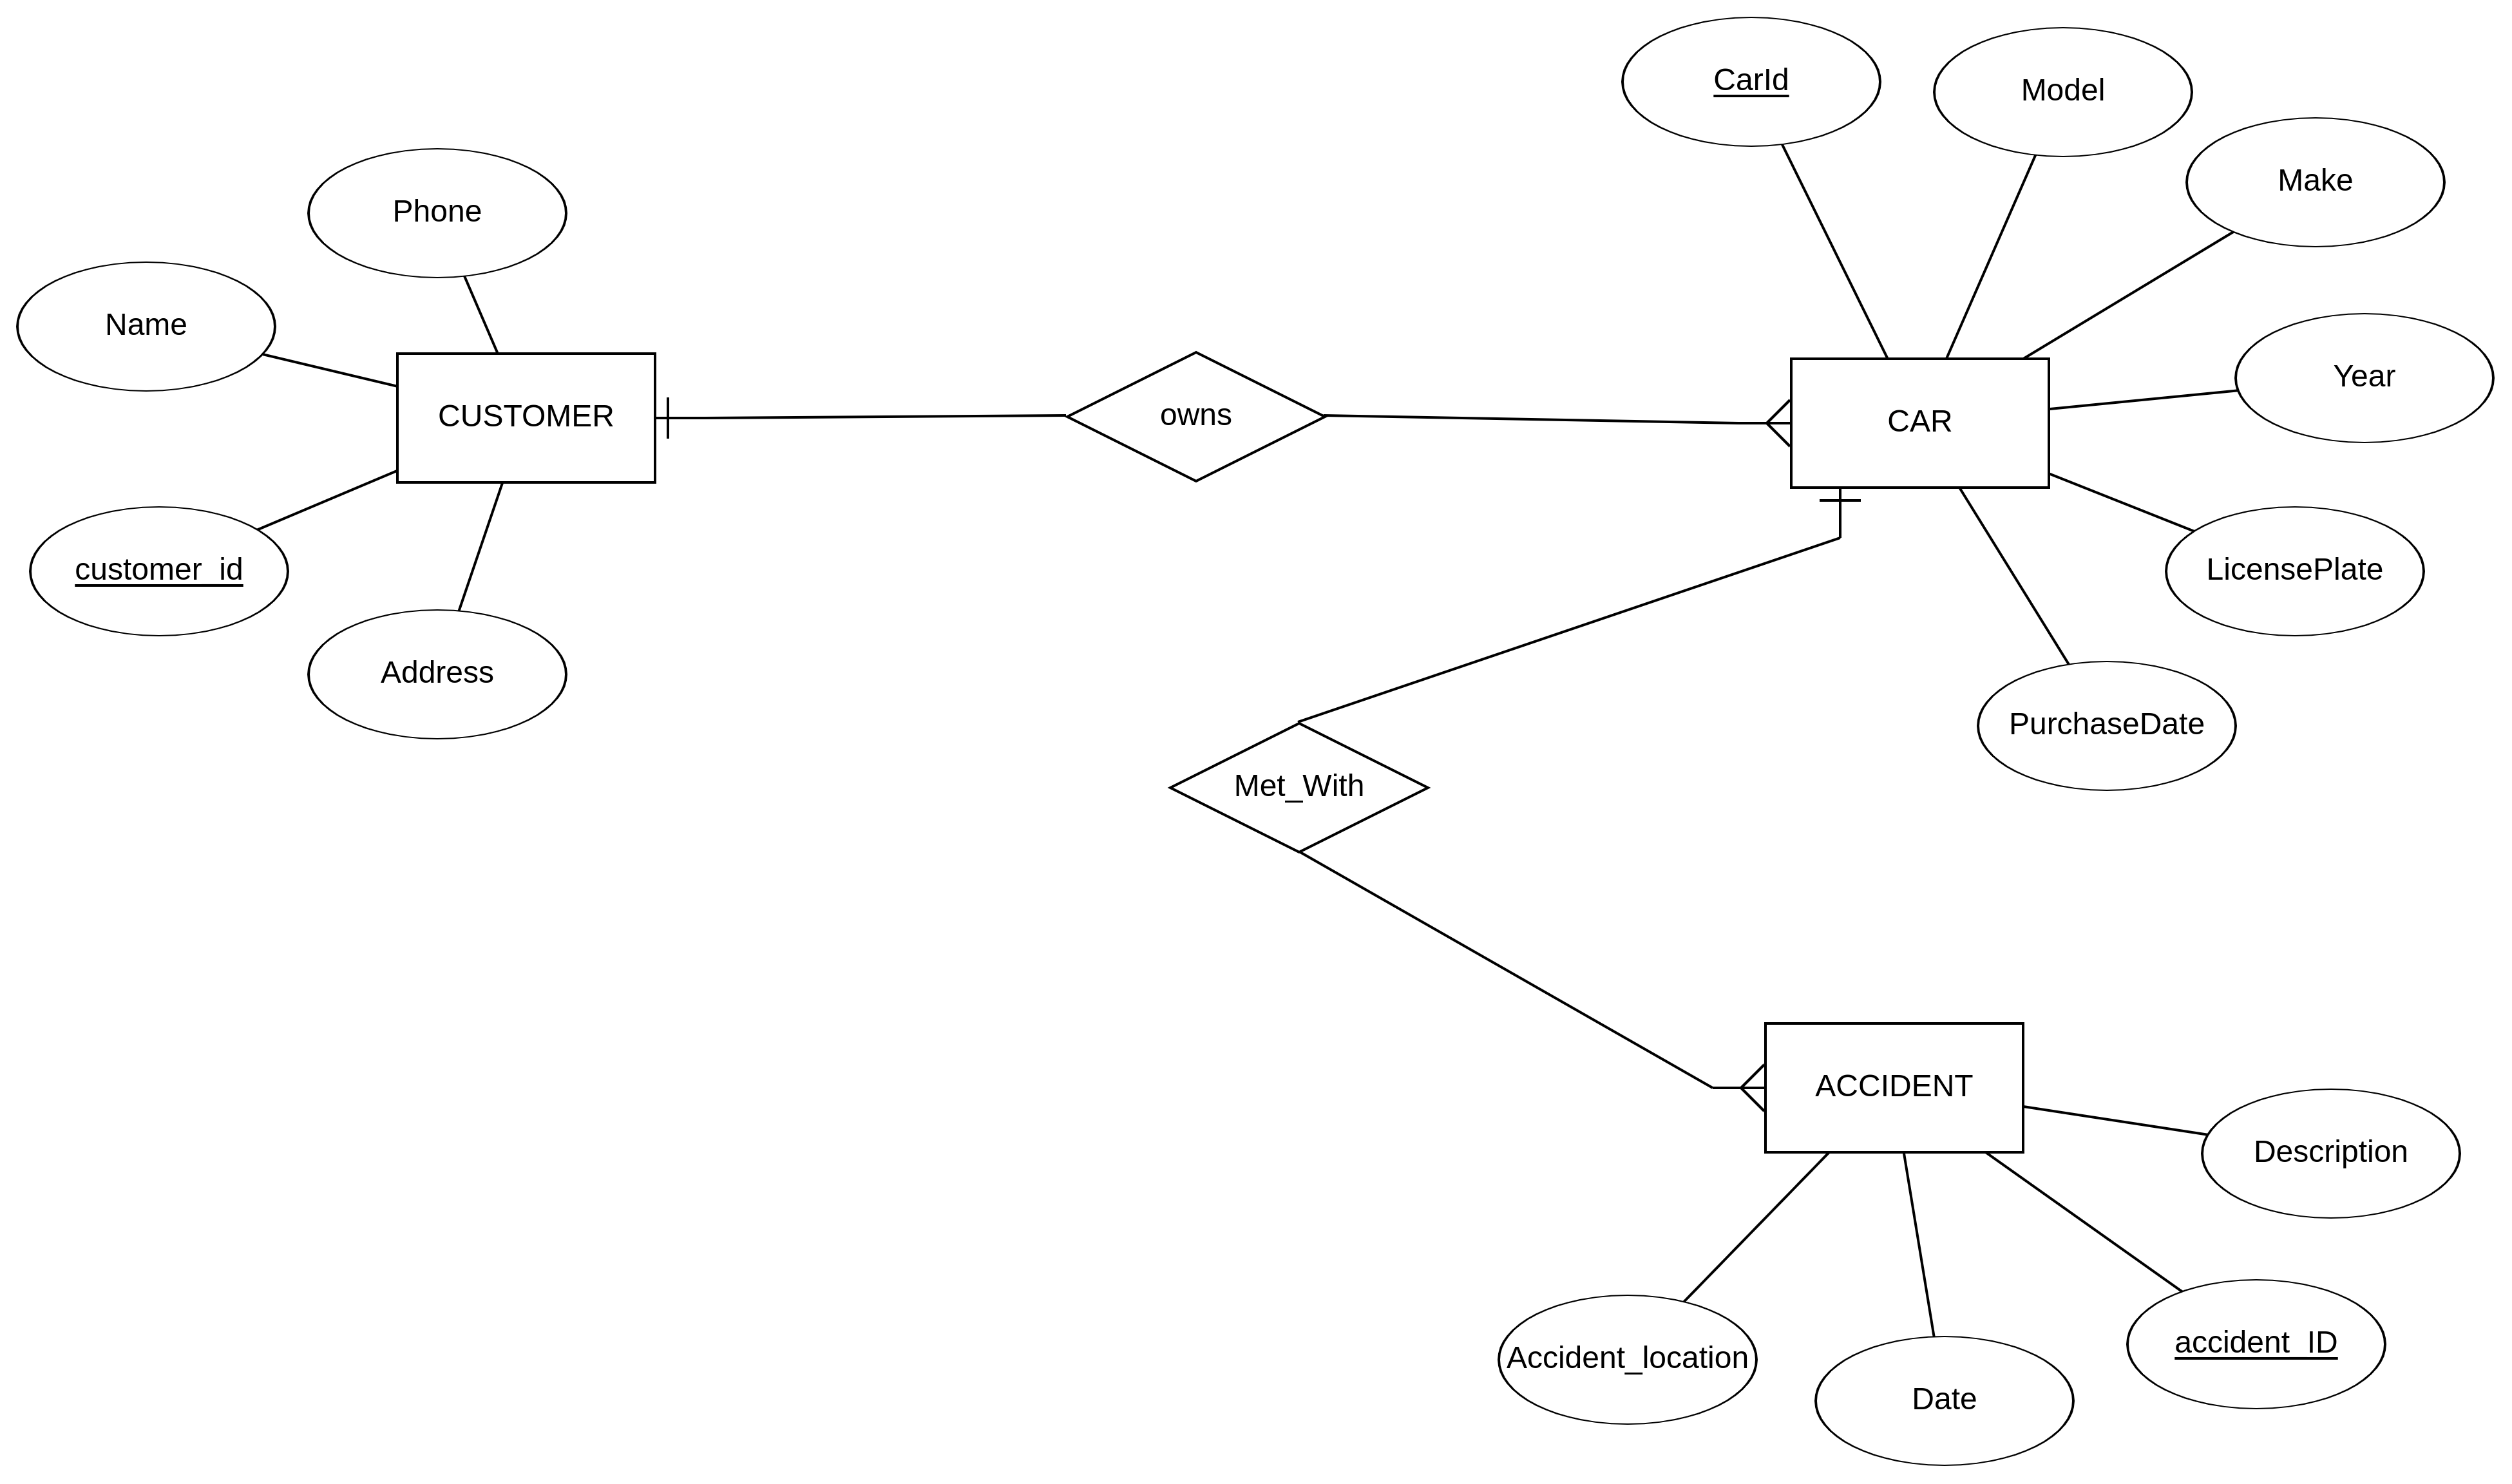 CarId
Model
Make
Phone
Name
Year
CUSTOMER
owns
CAR
customer_id
LicensePlate
Address
PurchaseDate
Met_With
ACCIDENT
Description
accident_ID
Accident_location
Date